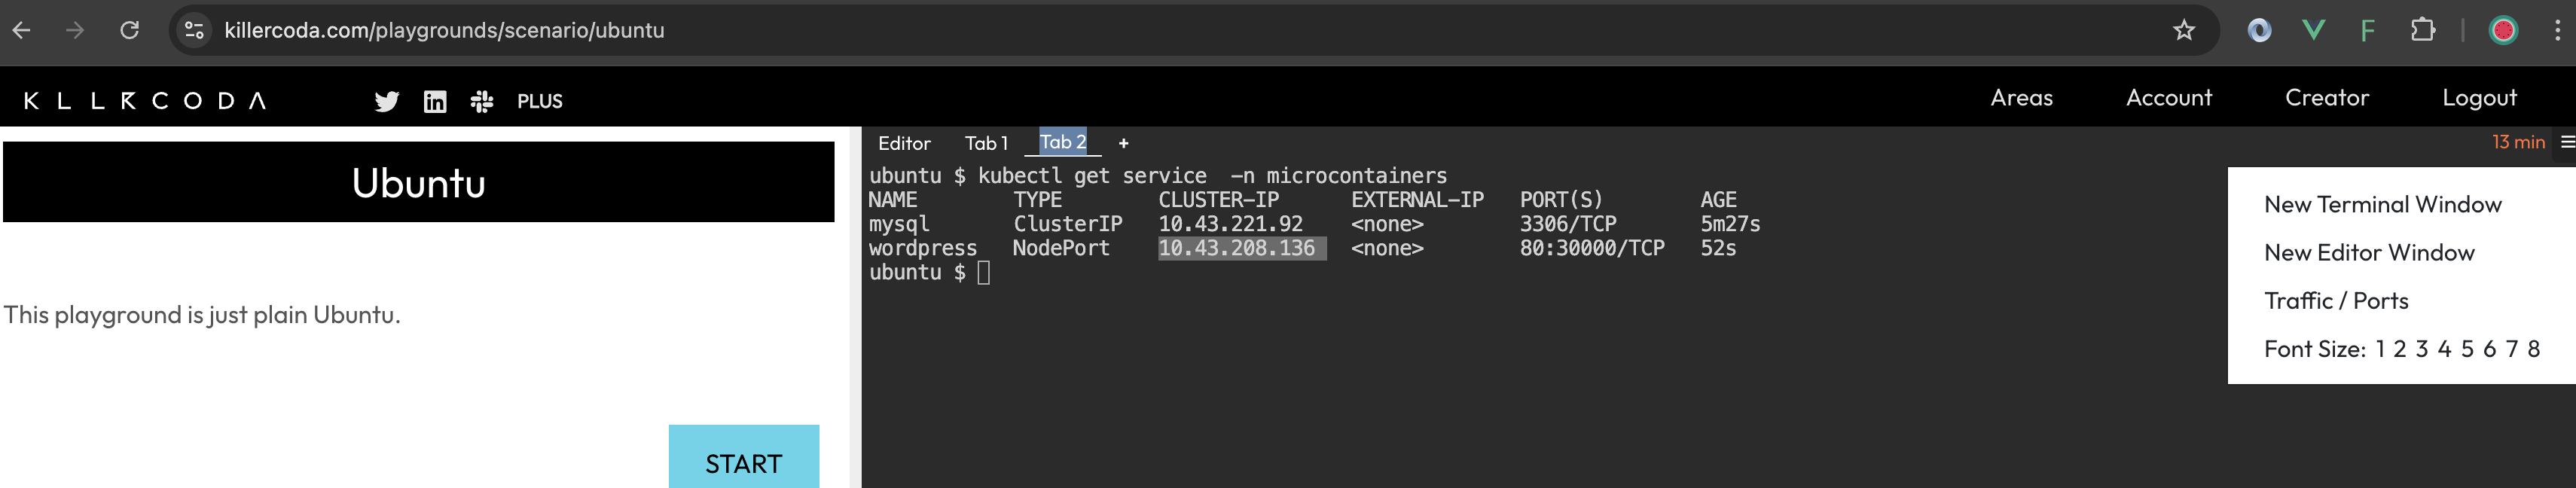 killercoda.com/playgrounds/scenario/ubuntu
KLLRCODA PLUS Areas Account Creator Logout
Ubuntu
This playground is just plain Ubuntu.
START
Editor Tab 1 Tab 2 + 13 min
ubuntu $ kubectl get service  -n microcontainers
NAME        TYPE        CLUSTER-IP      EXTERNAL-IP   PORT(S)        AGE
mysql       ClusterIP   10.43.221.92    <none>        3306/TCP       5m27s
wordpress   NodePort    10.43.208.136   <none>        80:30000/TCP   52s
ubuntu $
New Terminal Window
New Editor Window
Traffic / Ports
Font Size: 1 2 3 4 5 6 7 8